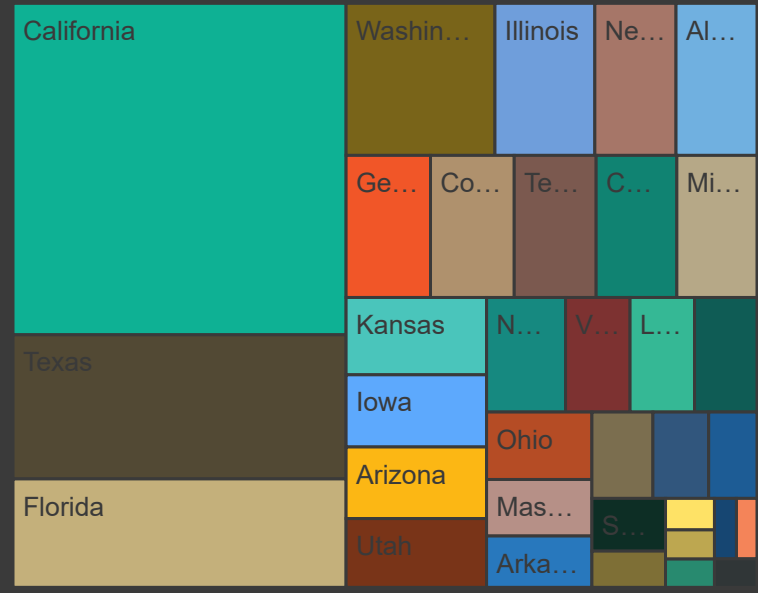 California
Washin...
Illinois
Ne...
Al...
Ge...
Co...
Te...
C...
Mi...
Kansas
N...
V...
L...
Texas
Iowa
Ohio
Arizona
Mas...
Florida
S...
Utah
Arka...